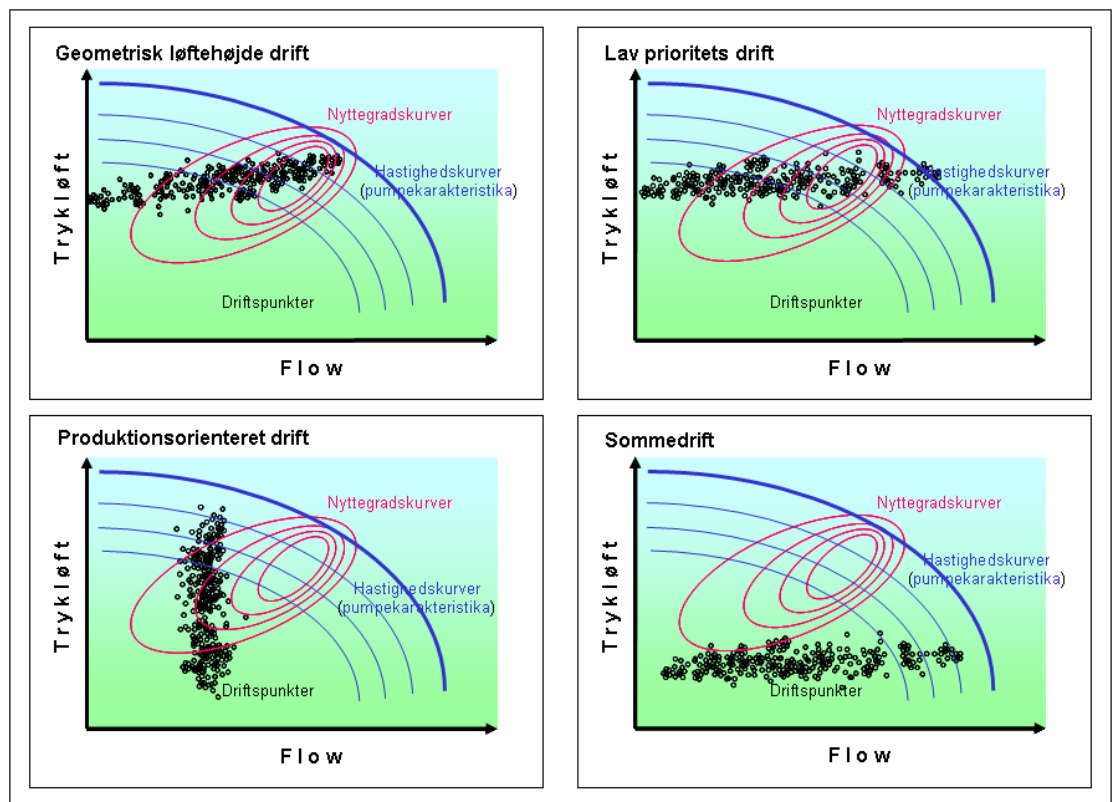 Geometrisk løftehøjde drift
Trykløft
Nyttegradskurver
Hastighedskurver
(pumpekarakteristika)
Driftspunkter
Flow
Lav prioritets drift
Trykløft
Nyttegradskurver
Hastighedskurver
(pumpekarakteristika)
Driftspunkter
Flow
Produktionsorienteret drift
Trykløft
Nyttegradskurver
Hastighedskurver
(pumpekarakteristika)
Driftspunkter
Flow
Sommedrift
Trykløft
Nyttegradskurver
Hastighedskurver
(pumpekarakteristika)
Driftspunkter
Flow